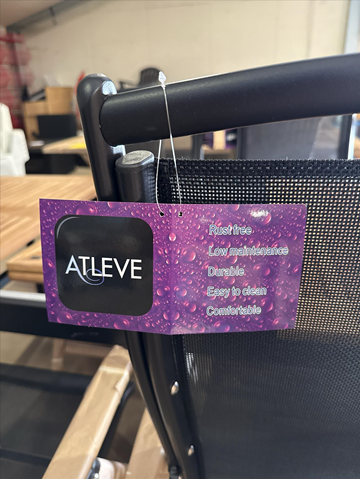 ATLEVE
Rust free
Low maintenance
Durable
Easy to clean
Comfortable